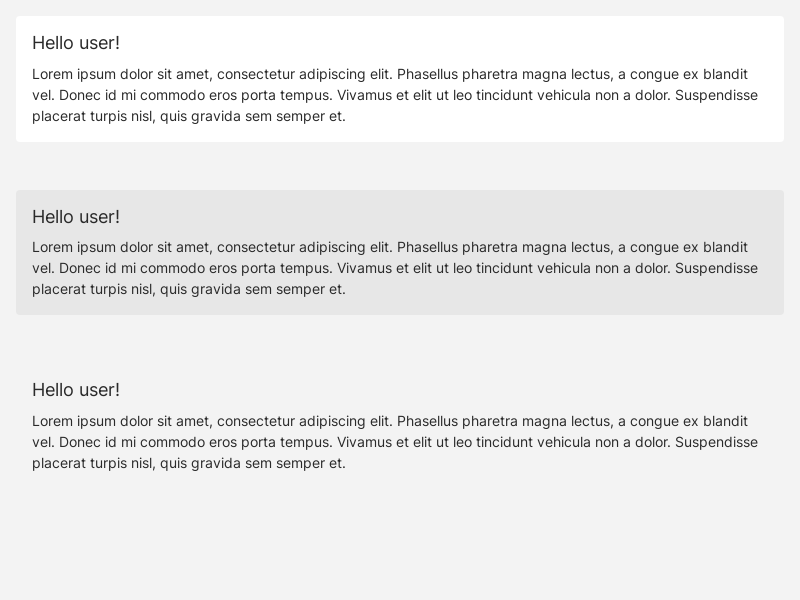 Hello user!
Lorem ipsum dolor sit amet, consectetur adipiscing elit. Phasellus pharetra magna lectus, a congue ex blandit
vel. Donec id mi commodo eros porta tempus. Vivamus et elit ut leo tincidunt vehicula non a dolor. Suspendisse
placerat turpis nisl, quis gravida sem semper et.
Hello user!
Lorem ipsum dolor sit amet, consectetur adipiscing elit. Phasellus pharetra magna lectus, a congue ex blandit
vel. Donec id mi commodo eros porta tempus. Vivamus et elit ut leo tincidunt vehicula non a dolor. Suspendisse
placerat turpis nisl, quis gravida sem semper et.
Hello user!
Lorem ipsum dolor sit amet, consectetur adipiscing elit. Phasellus pharetra magna lectus, a congue ex blandit
vel. Donec id mi commodo eros porta tempus. Vivamus et elit ut leo tincidunt vehicula non a dolor. Suspendisse
placerat turpis nisl, quis gravida sem semper et.